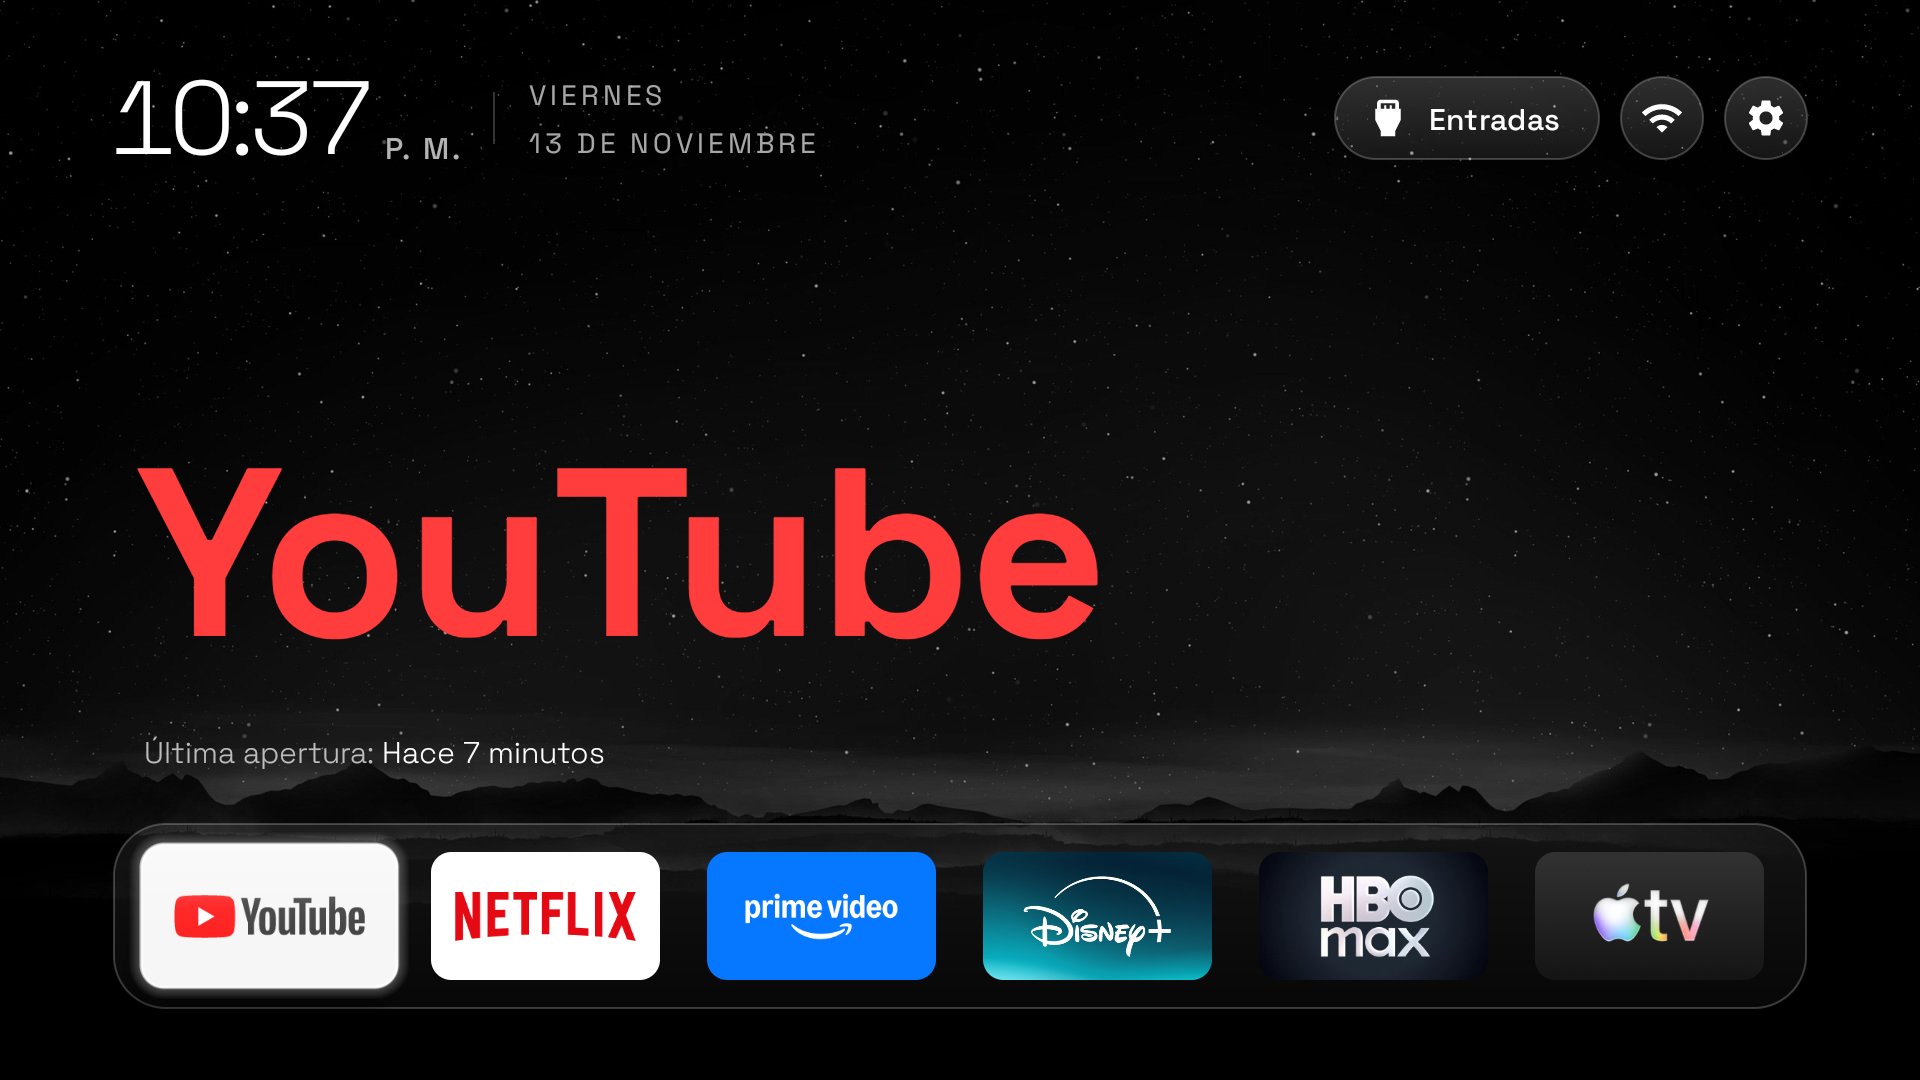 10:37 P. M.
VIERNES
13 DE NOVIEMBRE
Entradas
YouTube
Última apertura: Hace 7 minutos
YouTube
NETFLIX
prime video
Disney+
HBO
max
tv